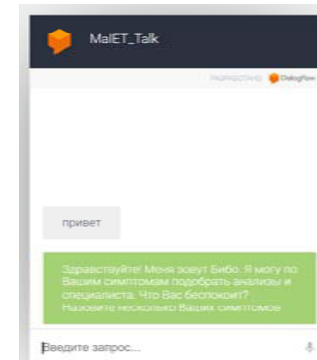 MalET_Talk
Dialogflow
привет
Здравствуйте! Меня зовут Бибо. Я могу по
Вашим симптомам подобрать анализы и
специалиста. Что Вас беспокоит?
Назовите несколько Ваших симптомов
Введите запрос...